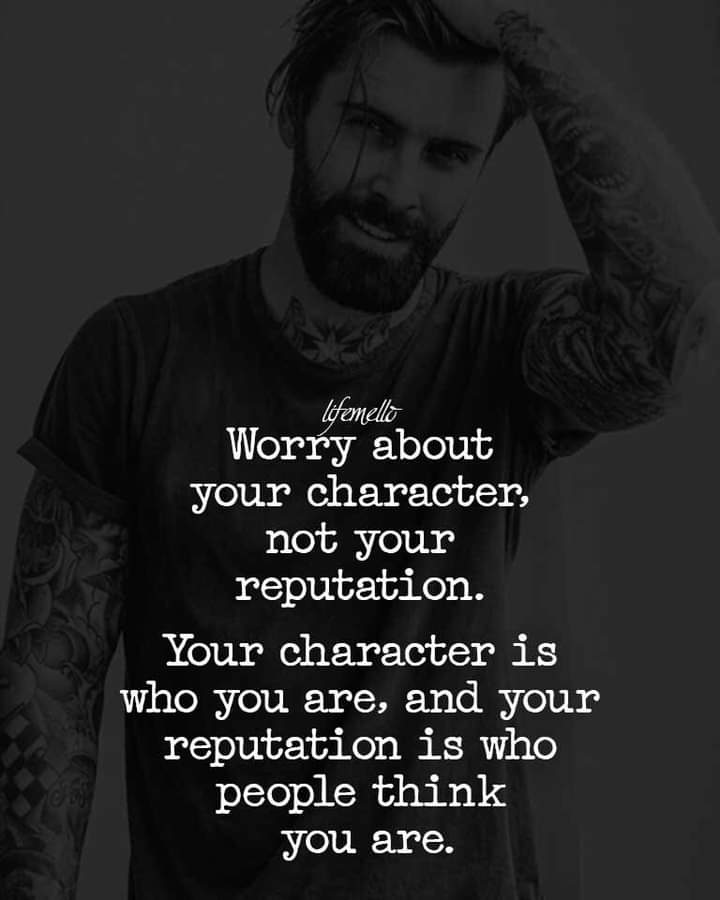 lifemello
Worry about
your character,
not your
reputation.
Your character is
who you are, and your
reputation is who
people think
you are.